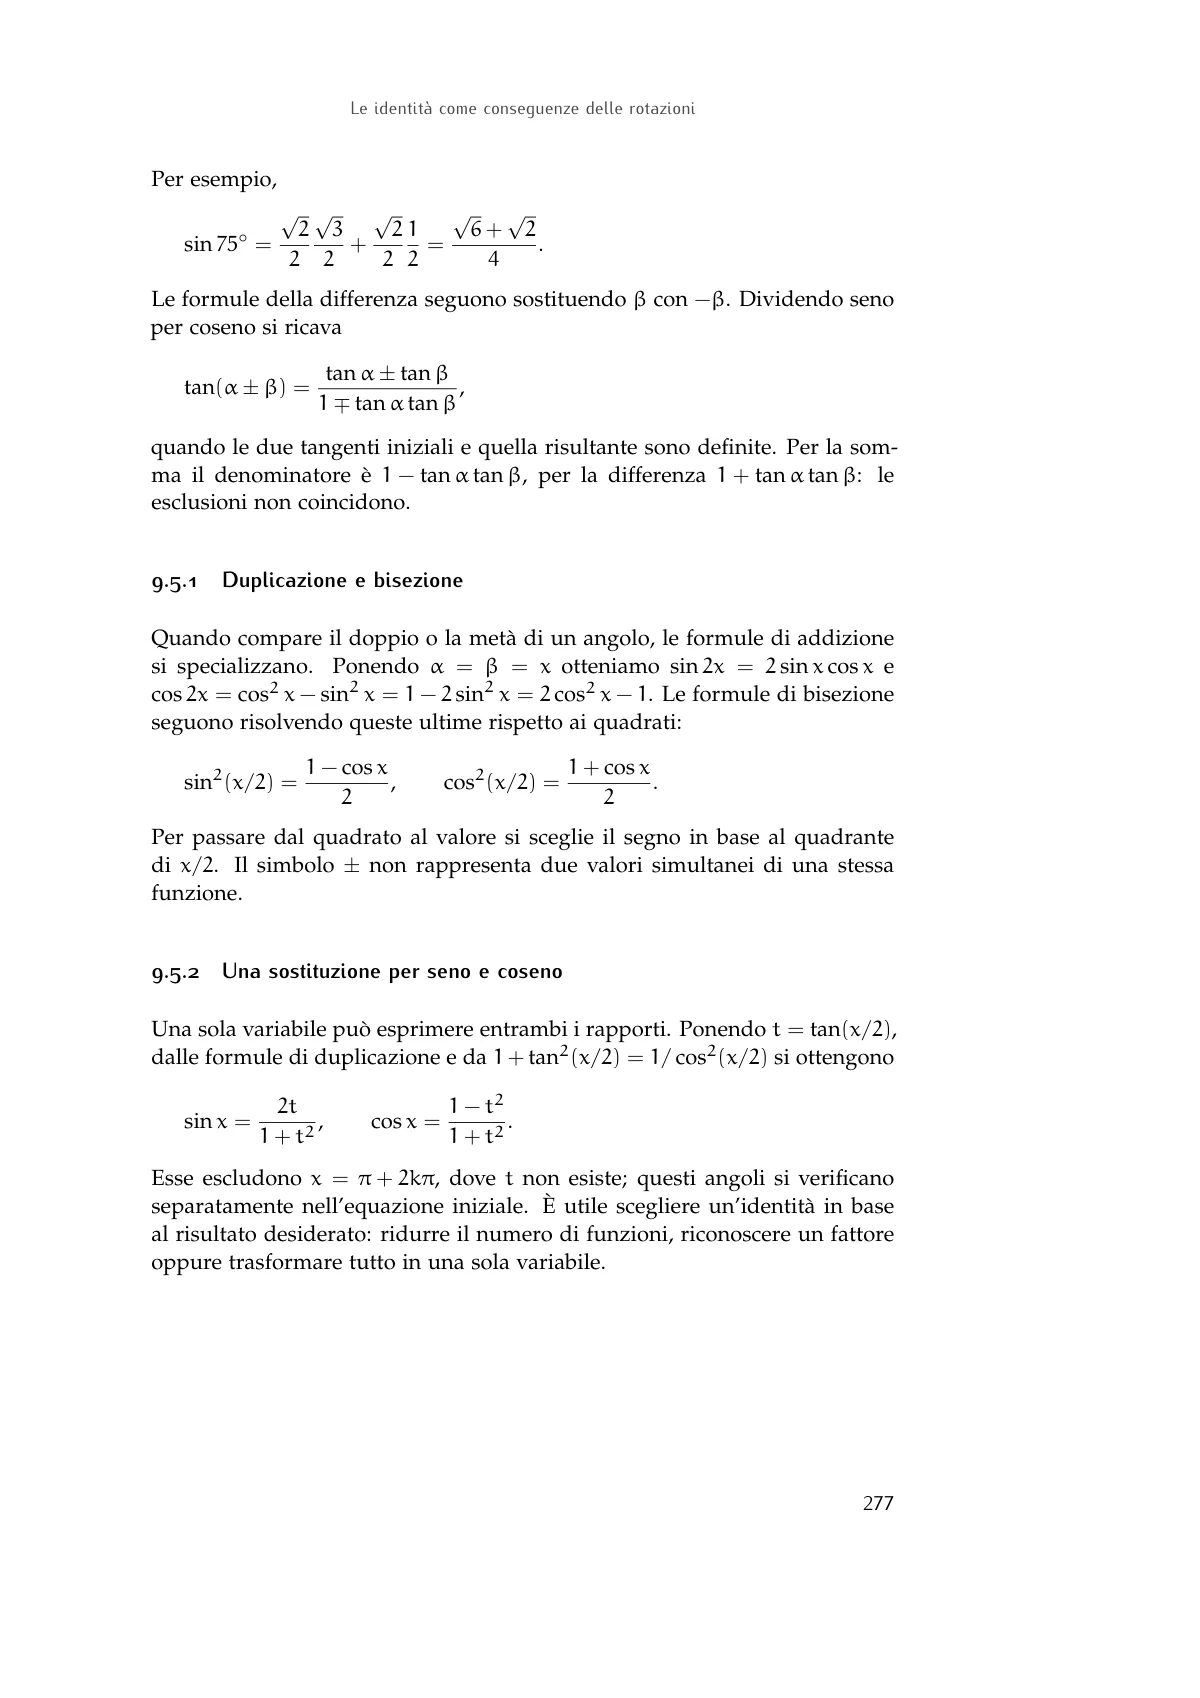 Le identità come conseguenze delle rotazioni
Per esempio,
sin 75° = √2/2 √3/2 + √2/2 1/2 = (√6 + √2)/4.
Le formule della differenza seguono sostituendo β con −β. Dividendo seno
per coseno si ricava
tan(α ± β) = (tan α ± tan β)/(1 ∓ tan α tan β),
quando le due tangenti iniziali e quella risultante sono definite. Per la som-
ma il denominatore è 1 − tan α tan β, per la differenza 1 + tan α tan β: le
esclusioni non coincidono.
9.5.1 Duplicazione e bisezione
Quando compare il doppio o la metà di un angolo, le formule di addizione
si specializzano. Ponendo α = β = x otteniamo sin 2x = 2 sin x cos x e
cos 2x = cos² x − sin² x = 1 − 2 sin² x = 2 cos² x − 1. Le formule di bisezione
seguono risolvendo queste ultime rispetto ai quadrati:
sin²(x/2) = (1 − cos x)/2, cos²(x/2) = (1 + cos x)/2.
Per passare dal quadrato al valore si sceglie il segno in base al quadrante
di x/2. Il simbolo ± non rappresenta due valori simultanei di una stessa
funzione.
9.5.2 Una sostituzione per seno e coseno
Una sola variabile può esprimere entrambi i rapporti. Ponendo t = tan(x/2),
dalle formule di duplicazione e da 1 + tan²(x/2) = 1/ cos²(x/2) si ottengono
sin x = 2t/(1 + t²), cos x = (1 − t²)/(1 + t²).
Esse escludono x = π + 2kπ, dove t non esiste; questi angoli si verificano
separatamente nell'equazione iniziale. È utile scegliere un'identità in base
al risultato desiderato: ridurre il numero di funzioni, riconoscere un fattore
oppure trasformare tutto in una sola variabile.
277